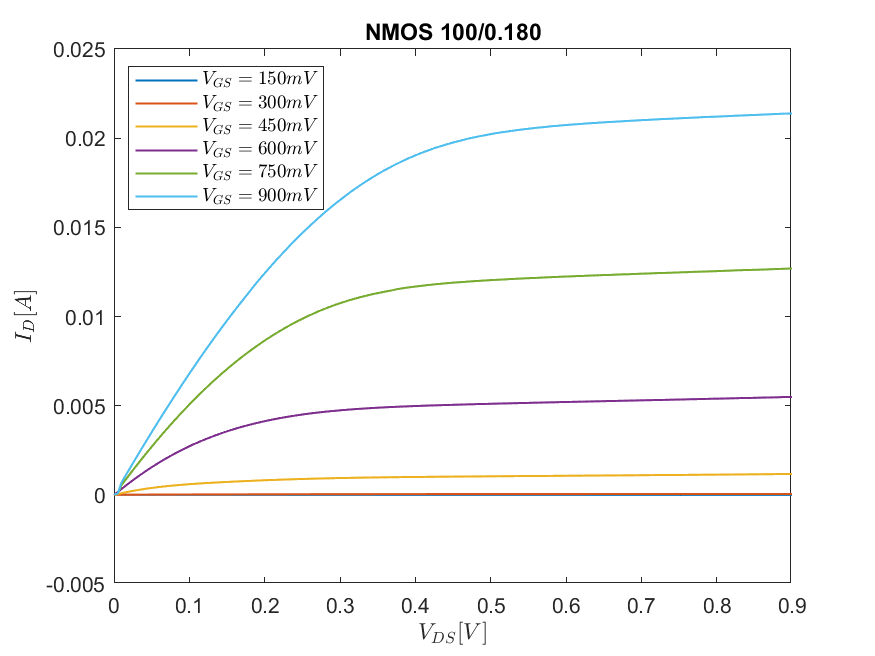 NMOS 100/0.180
0.025
0.02
0.015
0.01
0.005
0
-0.005
I_D[A]
V_GS = 150mV
V_GS = 300mV
V_GS = 450mV
V_GS = 600mV
V_GS = 750mV
V_GS = 900mV
0 0.1 0.2 0.3 0.4 0.5 0.6 0.7 0.8 0.9
V_DS[V]